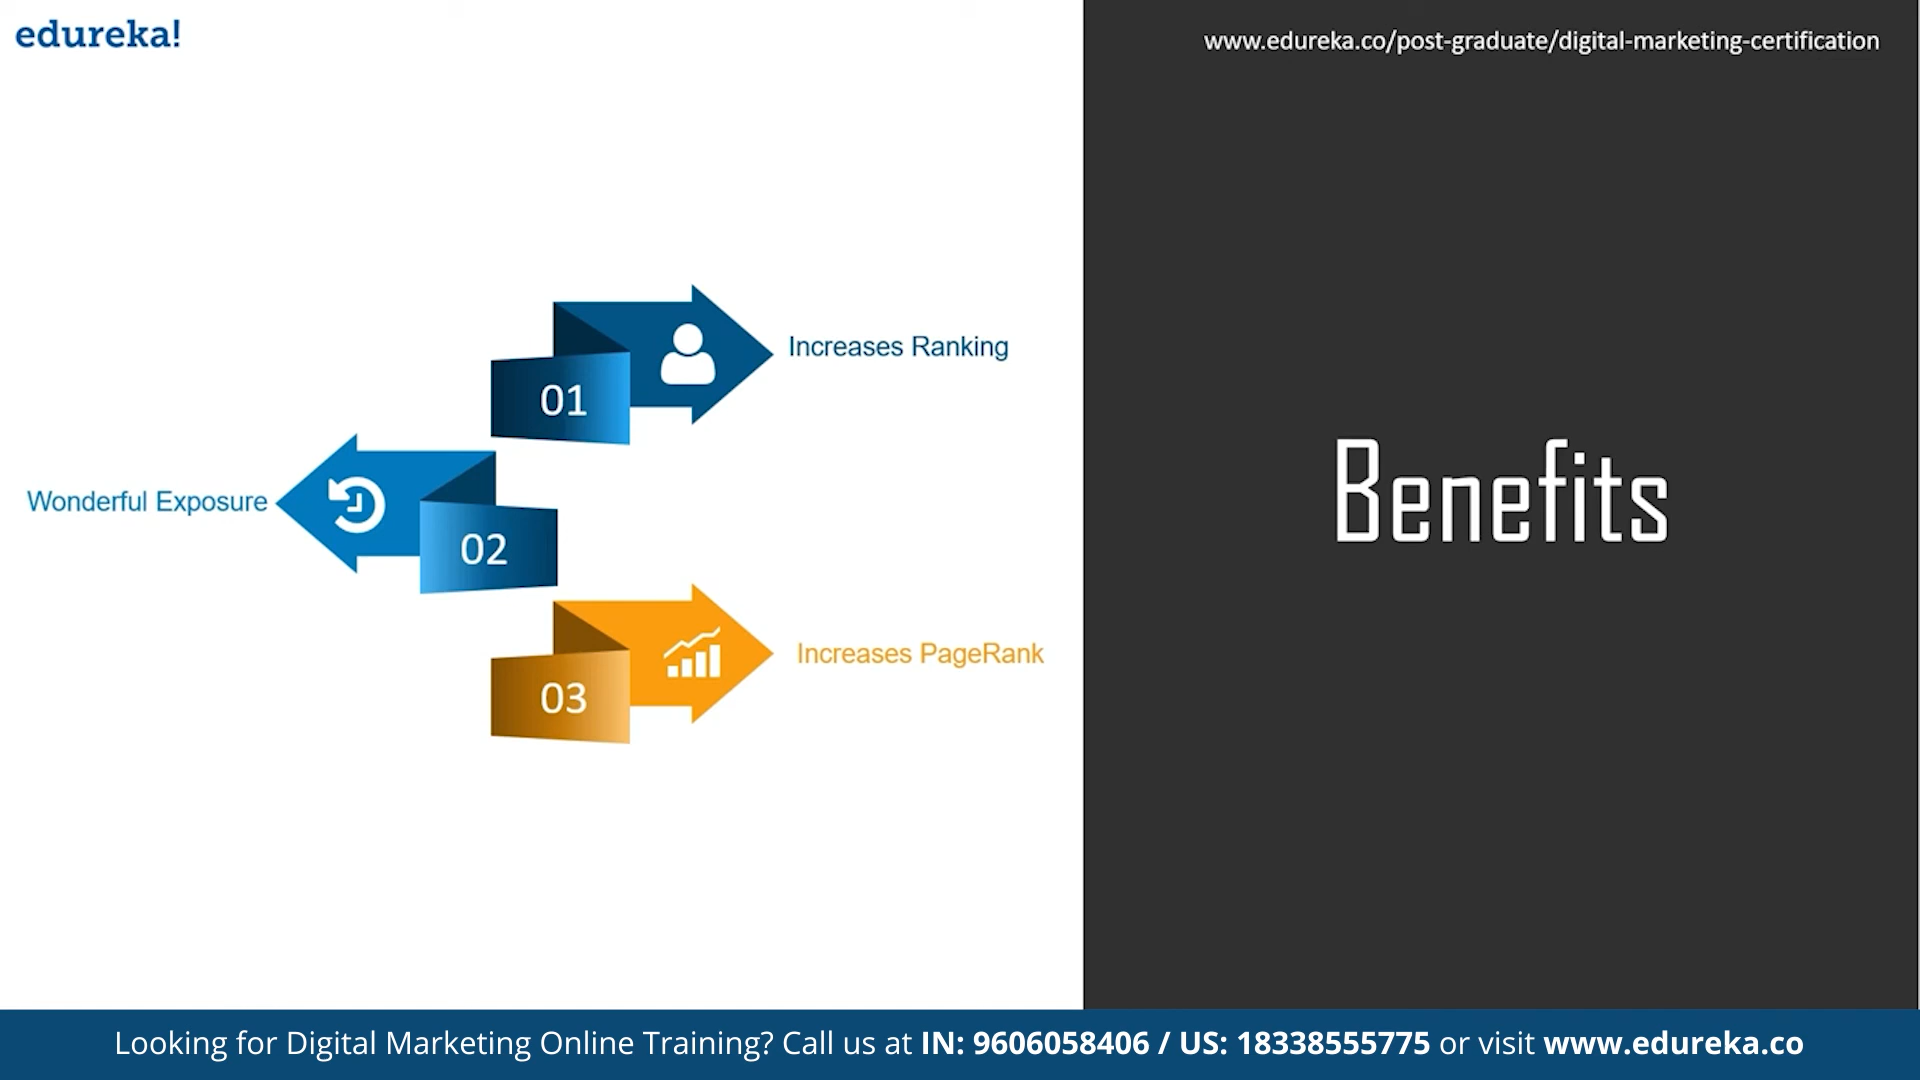 edureka!
www.edureka.co/post-graduate/digital-marketing-certification
Increases Ranking
01
Wonderful Exposure
02
Benefits
Increases PageRank
03
Looking for Digital Marketing Online Training? Call us at IN: 9606058406 / US: 18338555775 or visit www.edureka.co